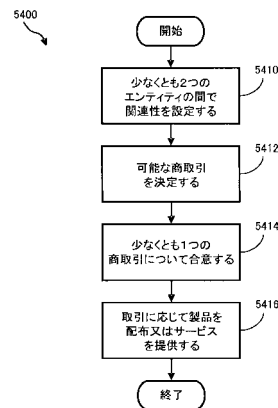 5400
開始
少なくとも2つの
エンティティの間で
関連性を設定する
5410
可能な商取引
を決定する
5412
少なくとも1つの
商取引について合意する
5414
取引に応じて製品を
配布又はサービス
を提供する
5416
終了